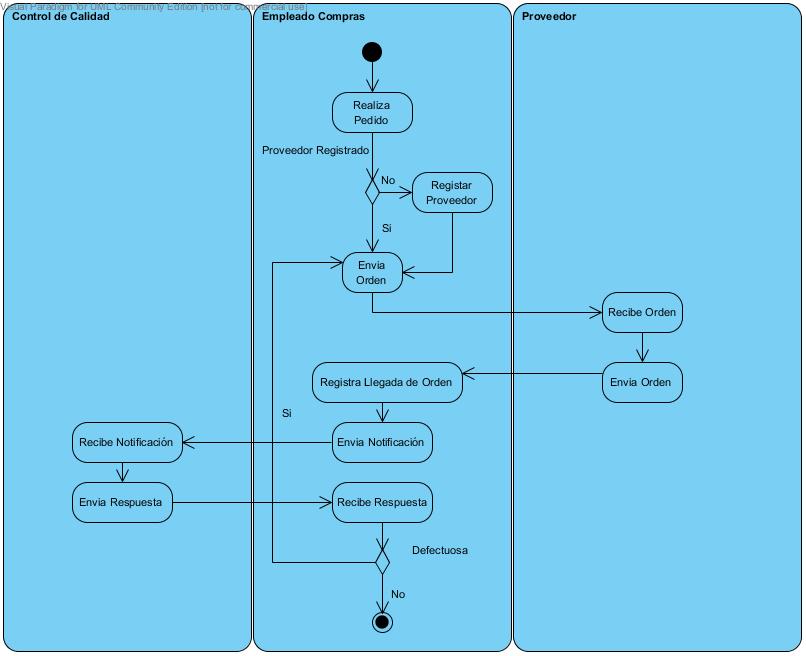 Visual Paradigm for UML Community Edition [not for commercial use]
Control de Calidad
Empleado Compras
Proveedor
Realiza
Pedido
Proveedor Registrado
No
Registar
Proveedor
Si
Envia
Orden
Recibe Orden
Envia Orden
Registra Llegada de Orden
Si
Recibe Notificación
Envia Notificación
Envia Respuesta
Recibe Respuesta
Defectuosa
No